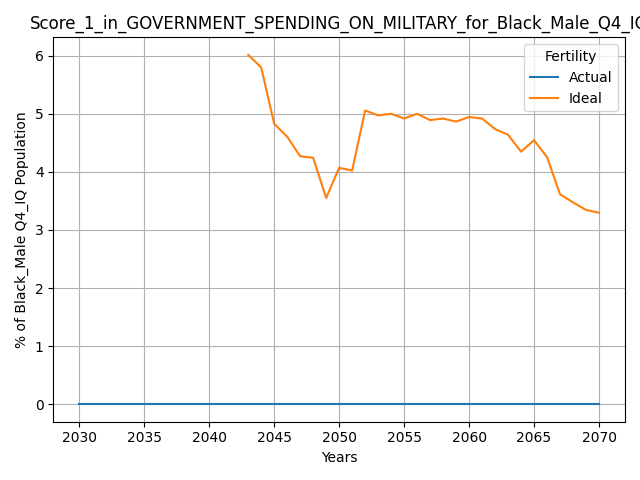 Score_1_in_GOVERNMENT_SPENDING_ON_MILITARY_for_Black_Male_Q4_IQ
% of Black_Male Q4_IQ Population
6
5
4
3
2
1
0
Fertility
Actual
Ideal
2030 2035 2040 2045 2050 2055 2060 2065 2070
Years